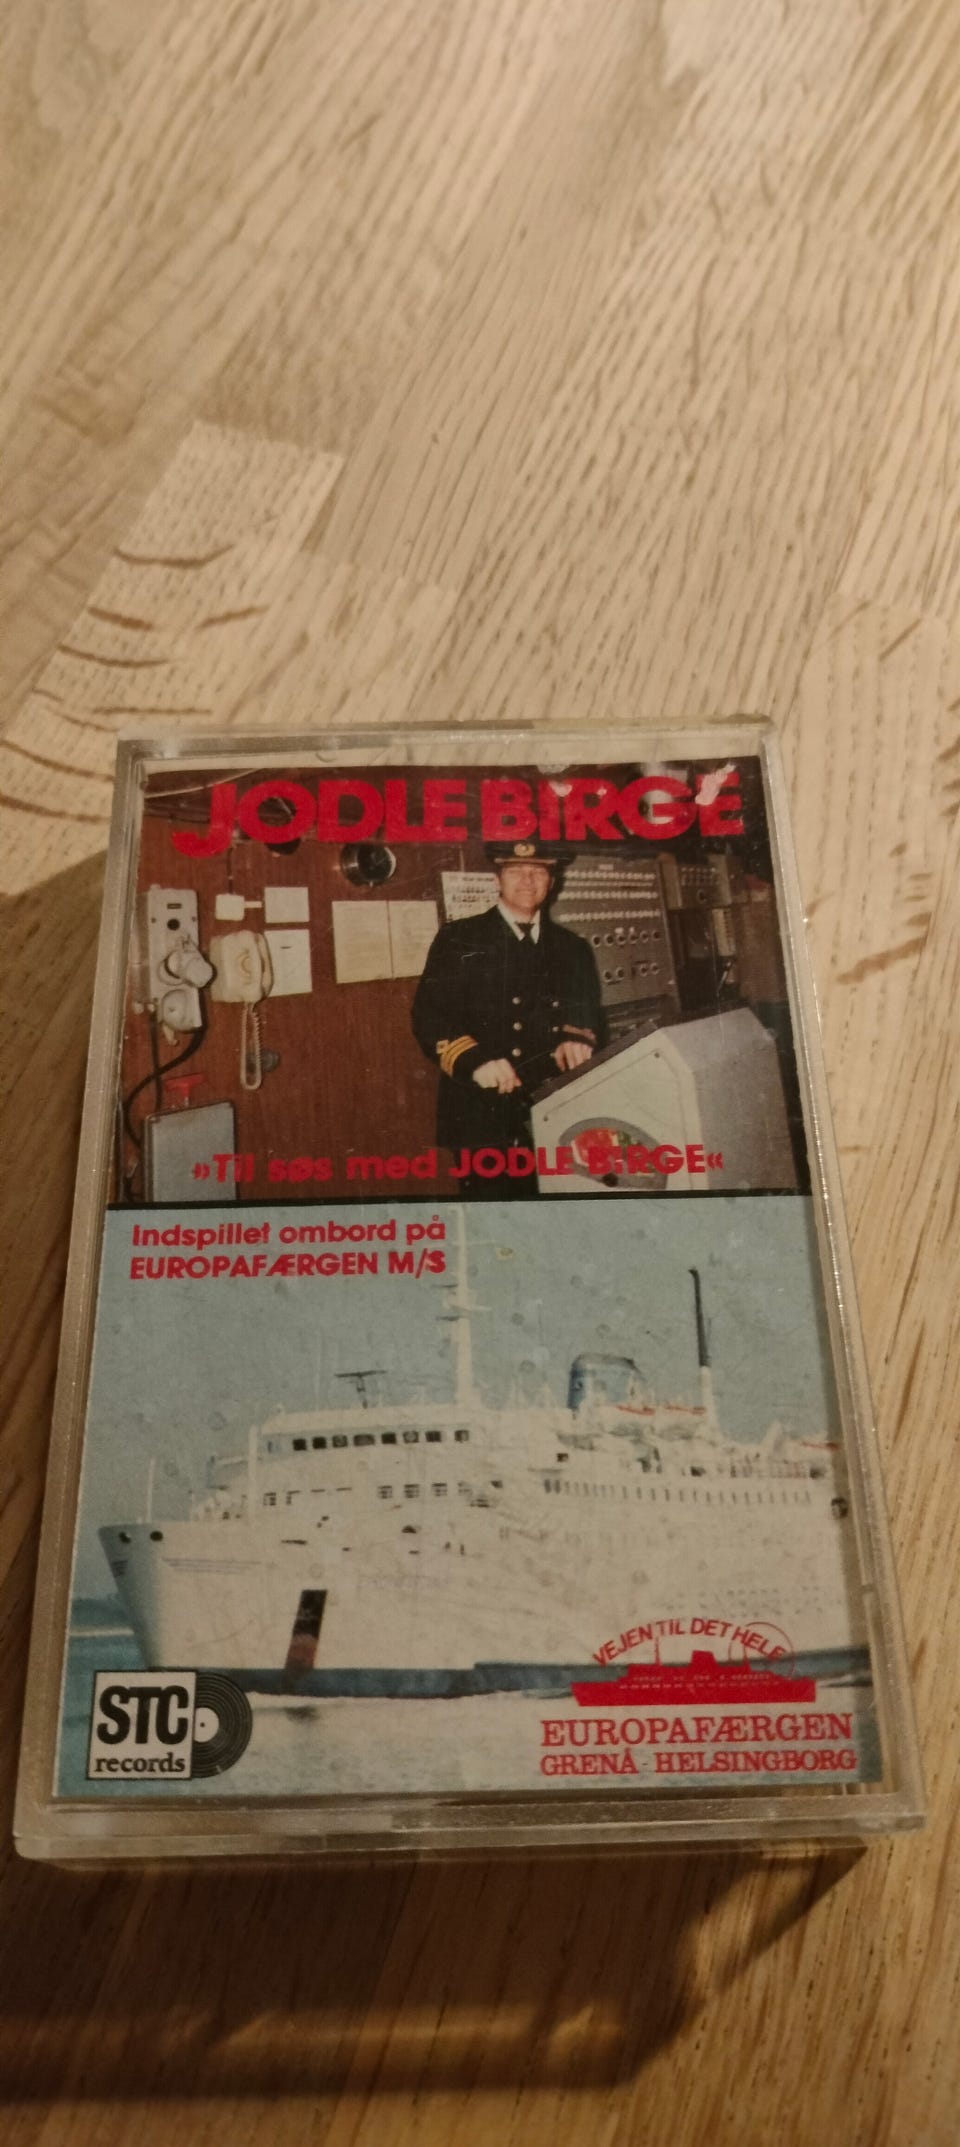 JODLE BIRGE
»Til søs med JODLE BIRGE«
Indspillet ombord på
EUROPAFÆRGEN M/S
VEJEN TIL DET HELE
STC
records
EUROPAFÆRGEN
GRENÅ - HELSINGBORG